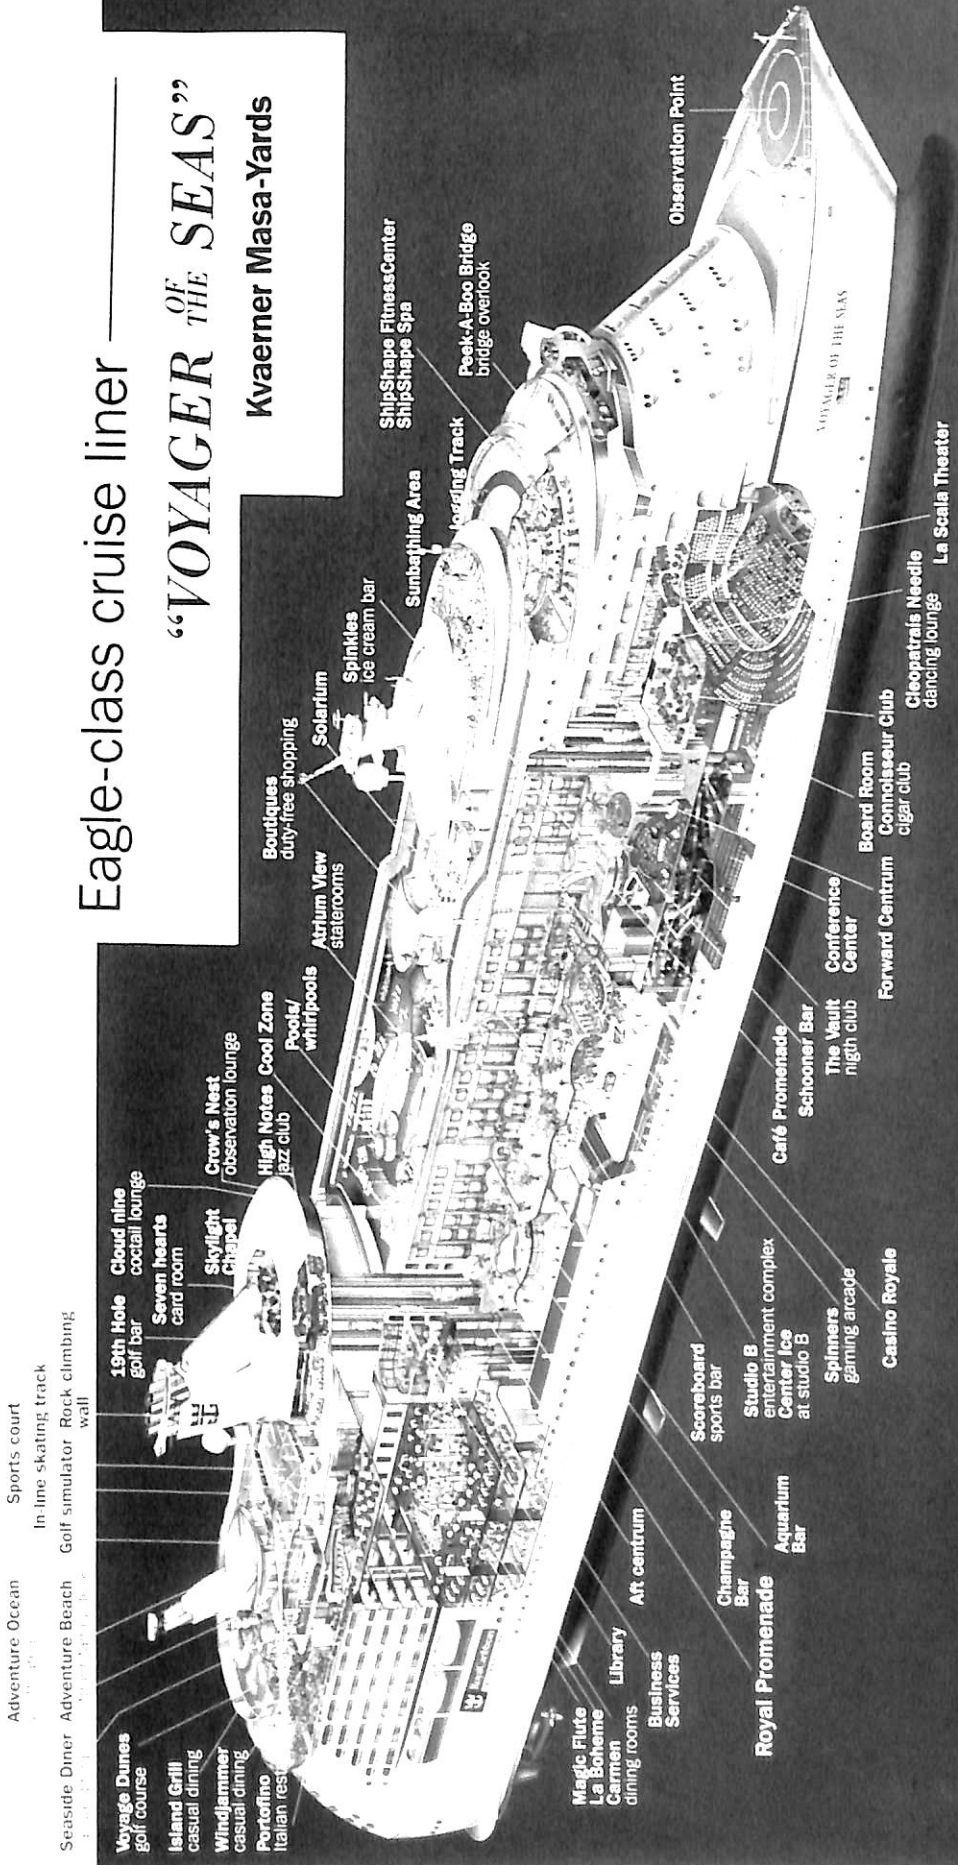 Eagle-class cruise liner
“VOYAGER OF THE SEAS”
Kvaerner Masa-Yards
Adventure Ocean
Sports court
In-line skating track
Seaside Diner
Adventure Beach
Golf simulator
Rock climbing
wall
Voyage Dunes
golf course
Island Grill
casual dining
Windjammer
casual dining
Portofino
Italian rest
19th Hole
golf bar
Cloud nine
coctail lounge
Seven hearts
card room
Skylight
Chapel
Crow's Nest
observation lounge
High Notes
jazz club
Cool Zone
Pools/
whirlpools
Atrium View
staterooms
Boutiques
duty-free shopping
Solarium
Spinkles
ice cream bar
Sunbathing Area
Jogging Track
ShipShape FitnessCenter
ShipShape Spa
Peek-A-Boo Bridge
bridge overlook
Observation Point
VOYAGER OF THE SEAS
Magic Flute
La Boheme
Carmen
dining rooms
Library
Business
Services
Aft centrum
Royal Promenade
Champagne
Bar
Aquarium
Bar
Scoreboard
sports bar
Studio B
entertainment complex
Center Ice
at studio B
Spinners
gaming arcade
Casino Royale
Café Promenade
Schooner Bar
The Vault
nigth club
Conference
Center
Forward Centrum
Board Room
Connoisseur Club
cigar club
Cleopatrais Needle
dancing lounge
La Scala Theater